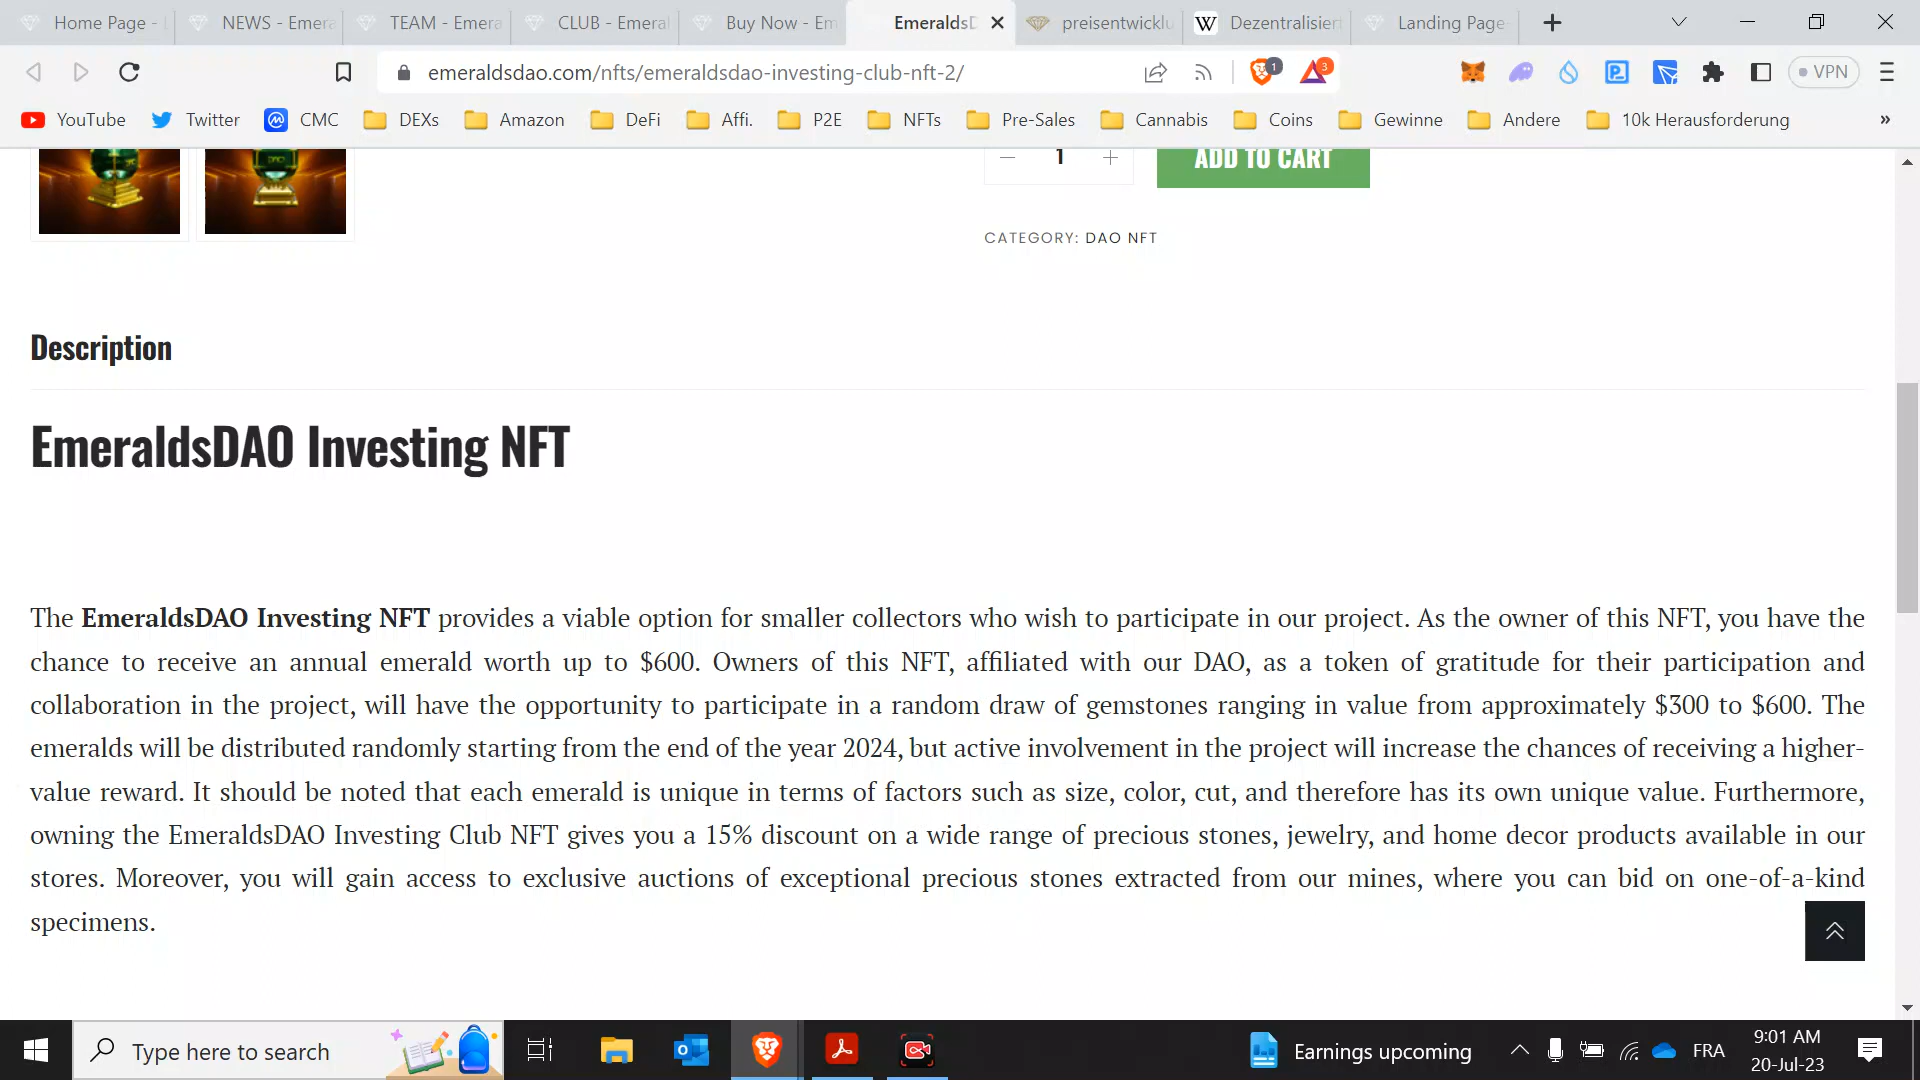 Home Page -
NEWS - Emera
TEAM - Emera
CLUB - Emeral
Buy Now - Em
EmeraldsD
preisentwicklu
W
Dezentralisiert
Landing Page
emeraldsdao.com/nfts/emeraldsdao-investing-club-nft-2/
1
3
VPN
YouTube
Twitter
CMC
DEXs
Amazon
DeFi
Affi.
P2E
NFTs
Pre-Sales
Cannabis
Coins
Gewinne
Andere
10k Herausforderung
»
1
ADD TO CART
CATEGORY: DAO NFT
Description
EmeraldsDAO Investing NFT
The EmeraldsDAO Investing NFT provides a viable option for smaller collectors who wish to participate in our project. As the owner of this NFT, you have the
chance to receive an annual emerald worth up to $600. Owners of this NFT, affiliated with our DAO, as a token of gratitude for their participation and
collaboration in the project, will have the opportunity to participate in a random draw of gemstones ranging in value from approximately $300 to $600. The
emeralds will be distributed randomly starting from the end of the year 2024, but active involvement in the project will increase the chances of receiving a higher-
value reward. It should be noted that each emerald is unique in terms of factors such as size, color, cut, and therefore has its own unique value. Furthermore,
owning the EmeraldsDAO Investing Club NFT gives you a 15% discount on a wide range of precious stones, jewelry, and home decor products available in our
stores. Moreover, you will gain access to exclusive auctions of exceptional precious stones extracted from our mines, where you can bid on one-of-a-kind
specimens.
Type here to search
Earnings upcoming
FRA
9:01 AM
20-Jul-23